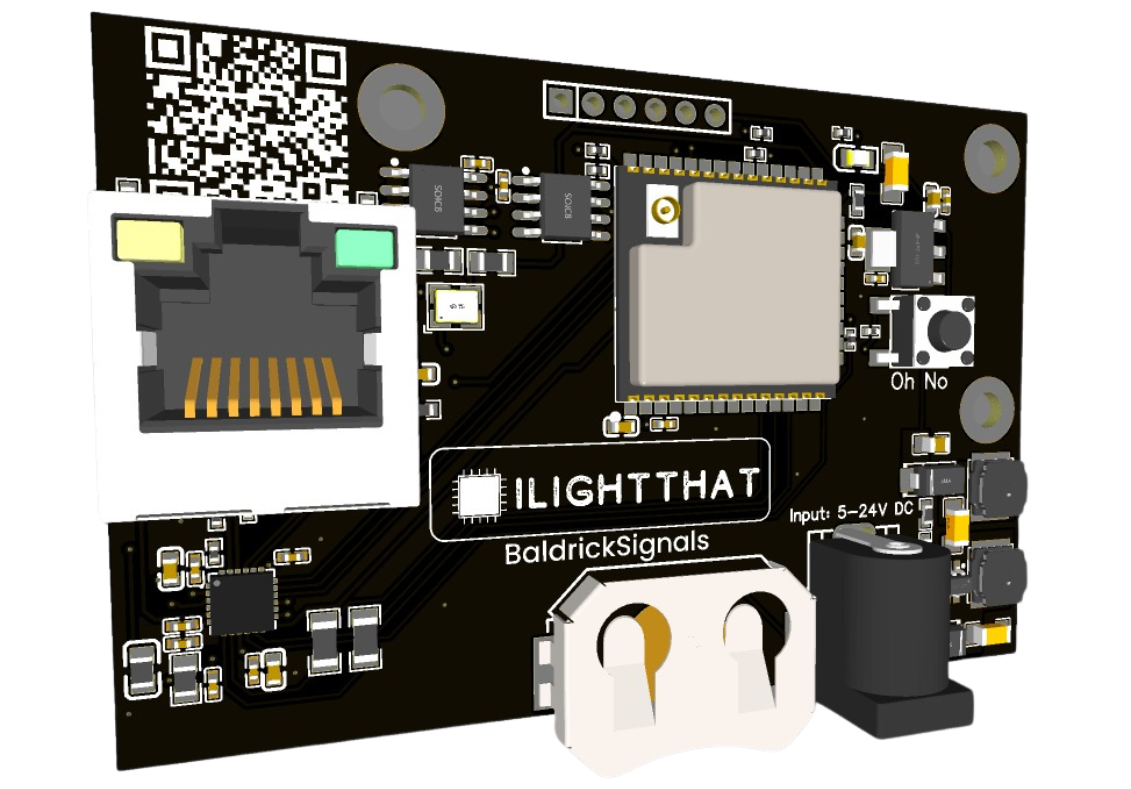 SOIC8
SOIC8
Oh No
ILIGHTTHAT
Input: 5-24V DC
BaldrickSignals